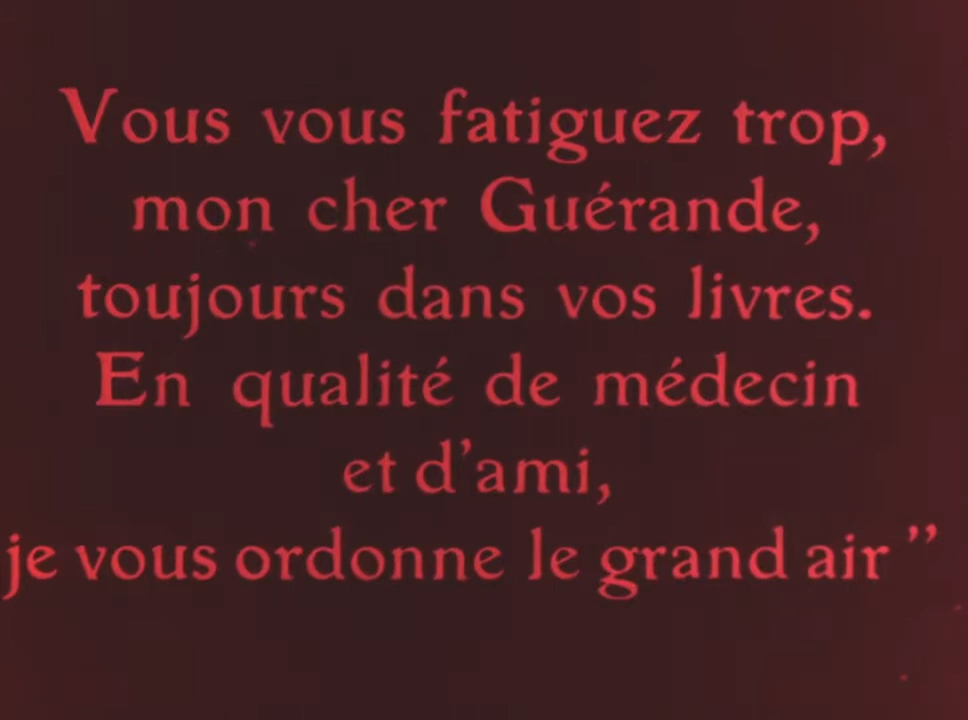 Vous vous fatiguez trop,
mon cher Guérande,
toujours dans vos livres.
En qualité de médecin
et d'ami,
je vous ordonne le grand air "